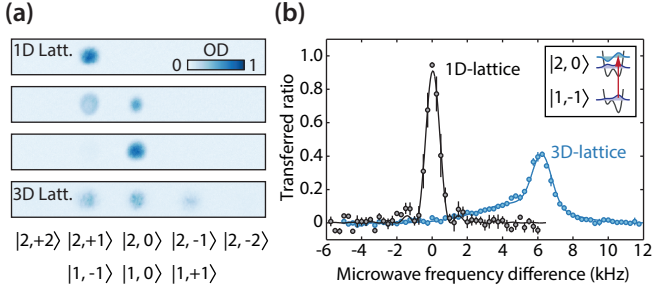 (a)
1D Latt.
OD
0 1
3D Latt.
|2,+2⟩ |2,+1⟩ |2, 0⟩ |2,-1⟩ |2,-2⟩
|1,-1⟩ |1, 0⟩ |1,+1⟩
(b)
Transferred ratio
1.0
0.8
0.6
0.4
0.2
0
1D-lattice
3D-lattice
|2, 0⟩
|1,-1⟩
-6 -4 -2 0 2 4 6 8 10 12
Microwave frequency difference (kHz)